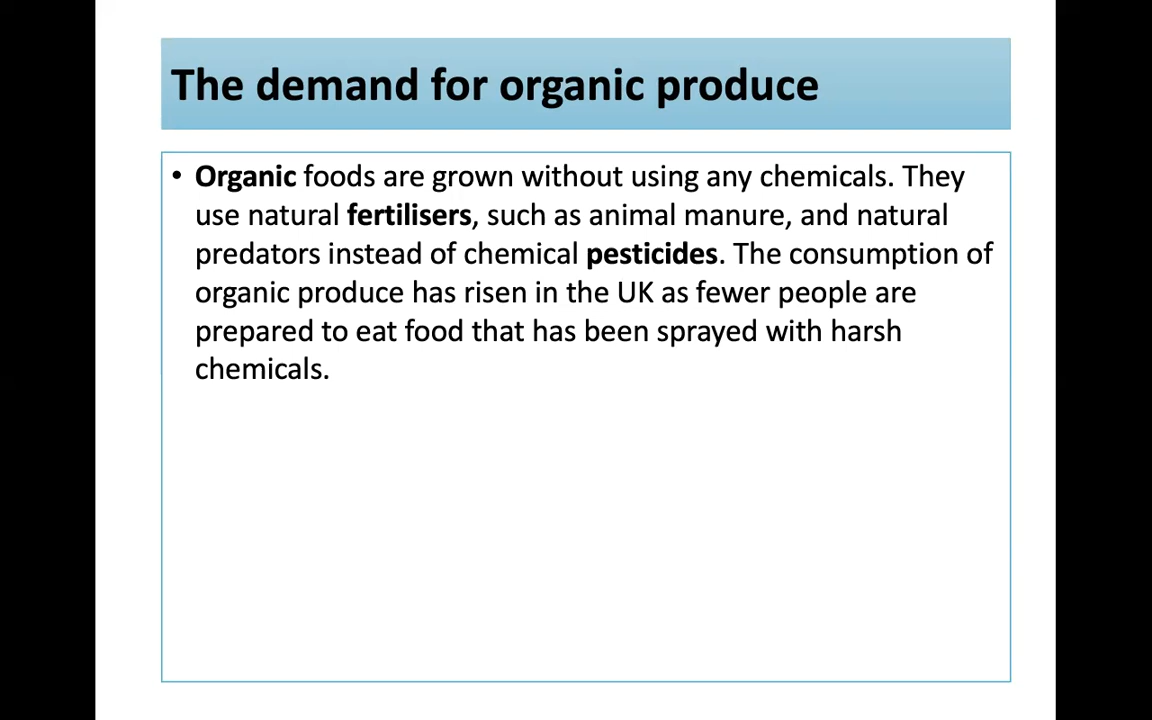 The demand for organic produce
• Organic foods are grown without using any chemicals. They
use natural fertilisers, such as animal manure, and natural
predators instead of chemical pesticides. The consumption of
organic produce has risen in the UK as fewer people are
prepared to eat food that has been sprayed with harsh
chemicals.